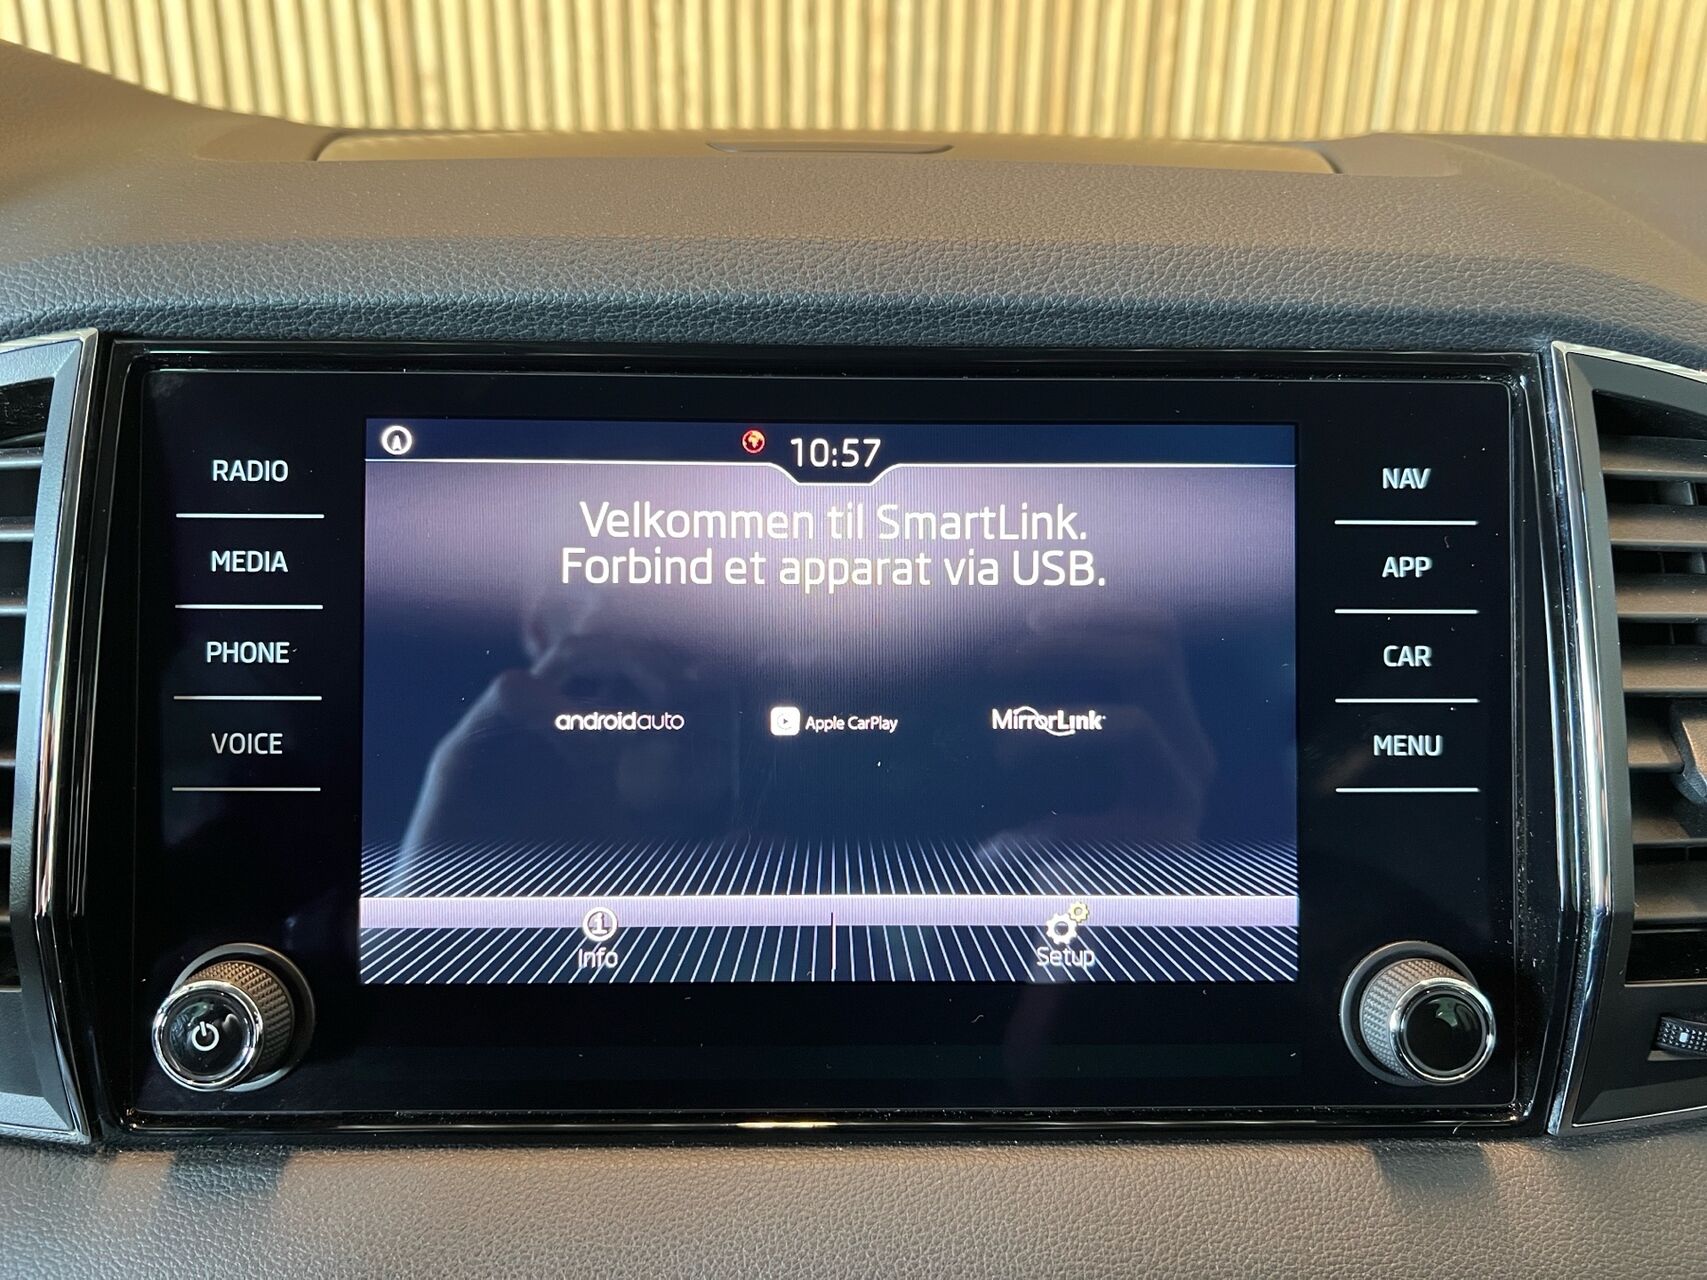 10:57
Velkommen til SmartLink.
Forbind et apparat via USB.
androidauto
Apple CarPlay
MirrorLink
Info
Setup
RADIO
MEDIA
PHONE
VOICE
NAV
APP
CAR
MENU